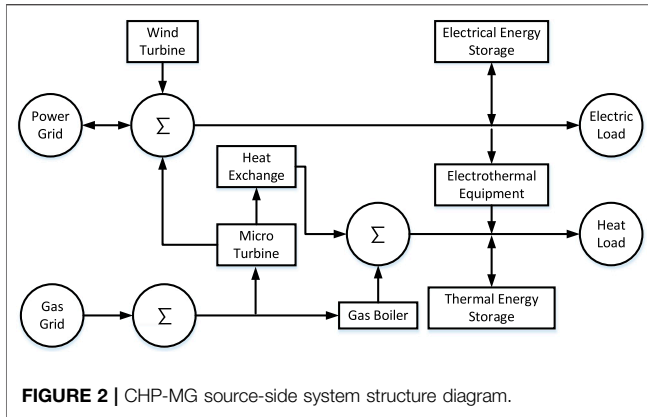 Wind
Turbine
Electrical Energy
Storage
Power
Grid
Σ
Electric
Load
Heat
Exchange
Electrothermal
Equipment
Micro
Turbine
Σ
Heat
Load
Gas
Grid
Σ
Gas Boiler
Thermal Energy
Storage
FIGURE 2 | CHP-MG source-side system structure diagram.